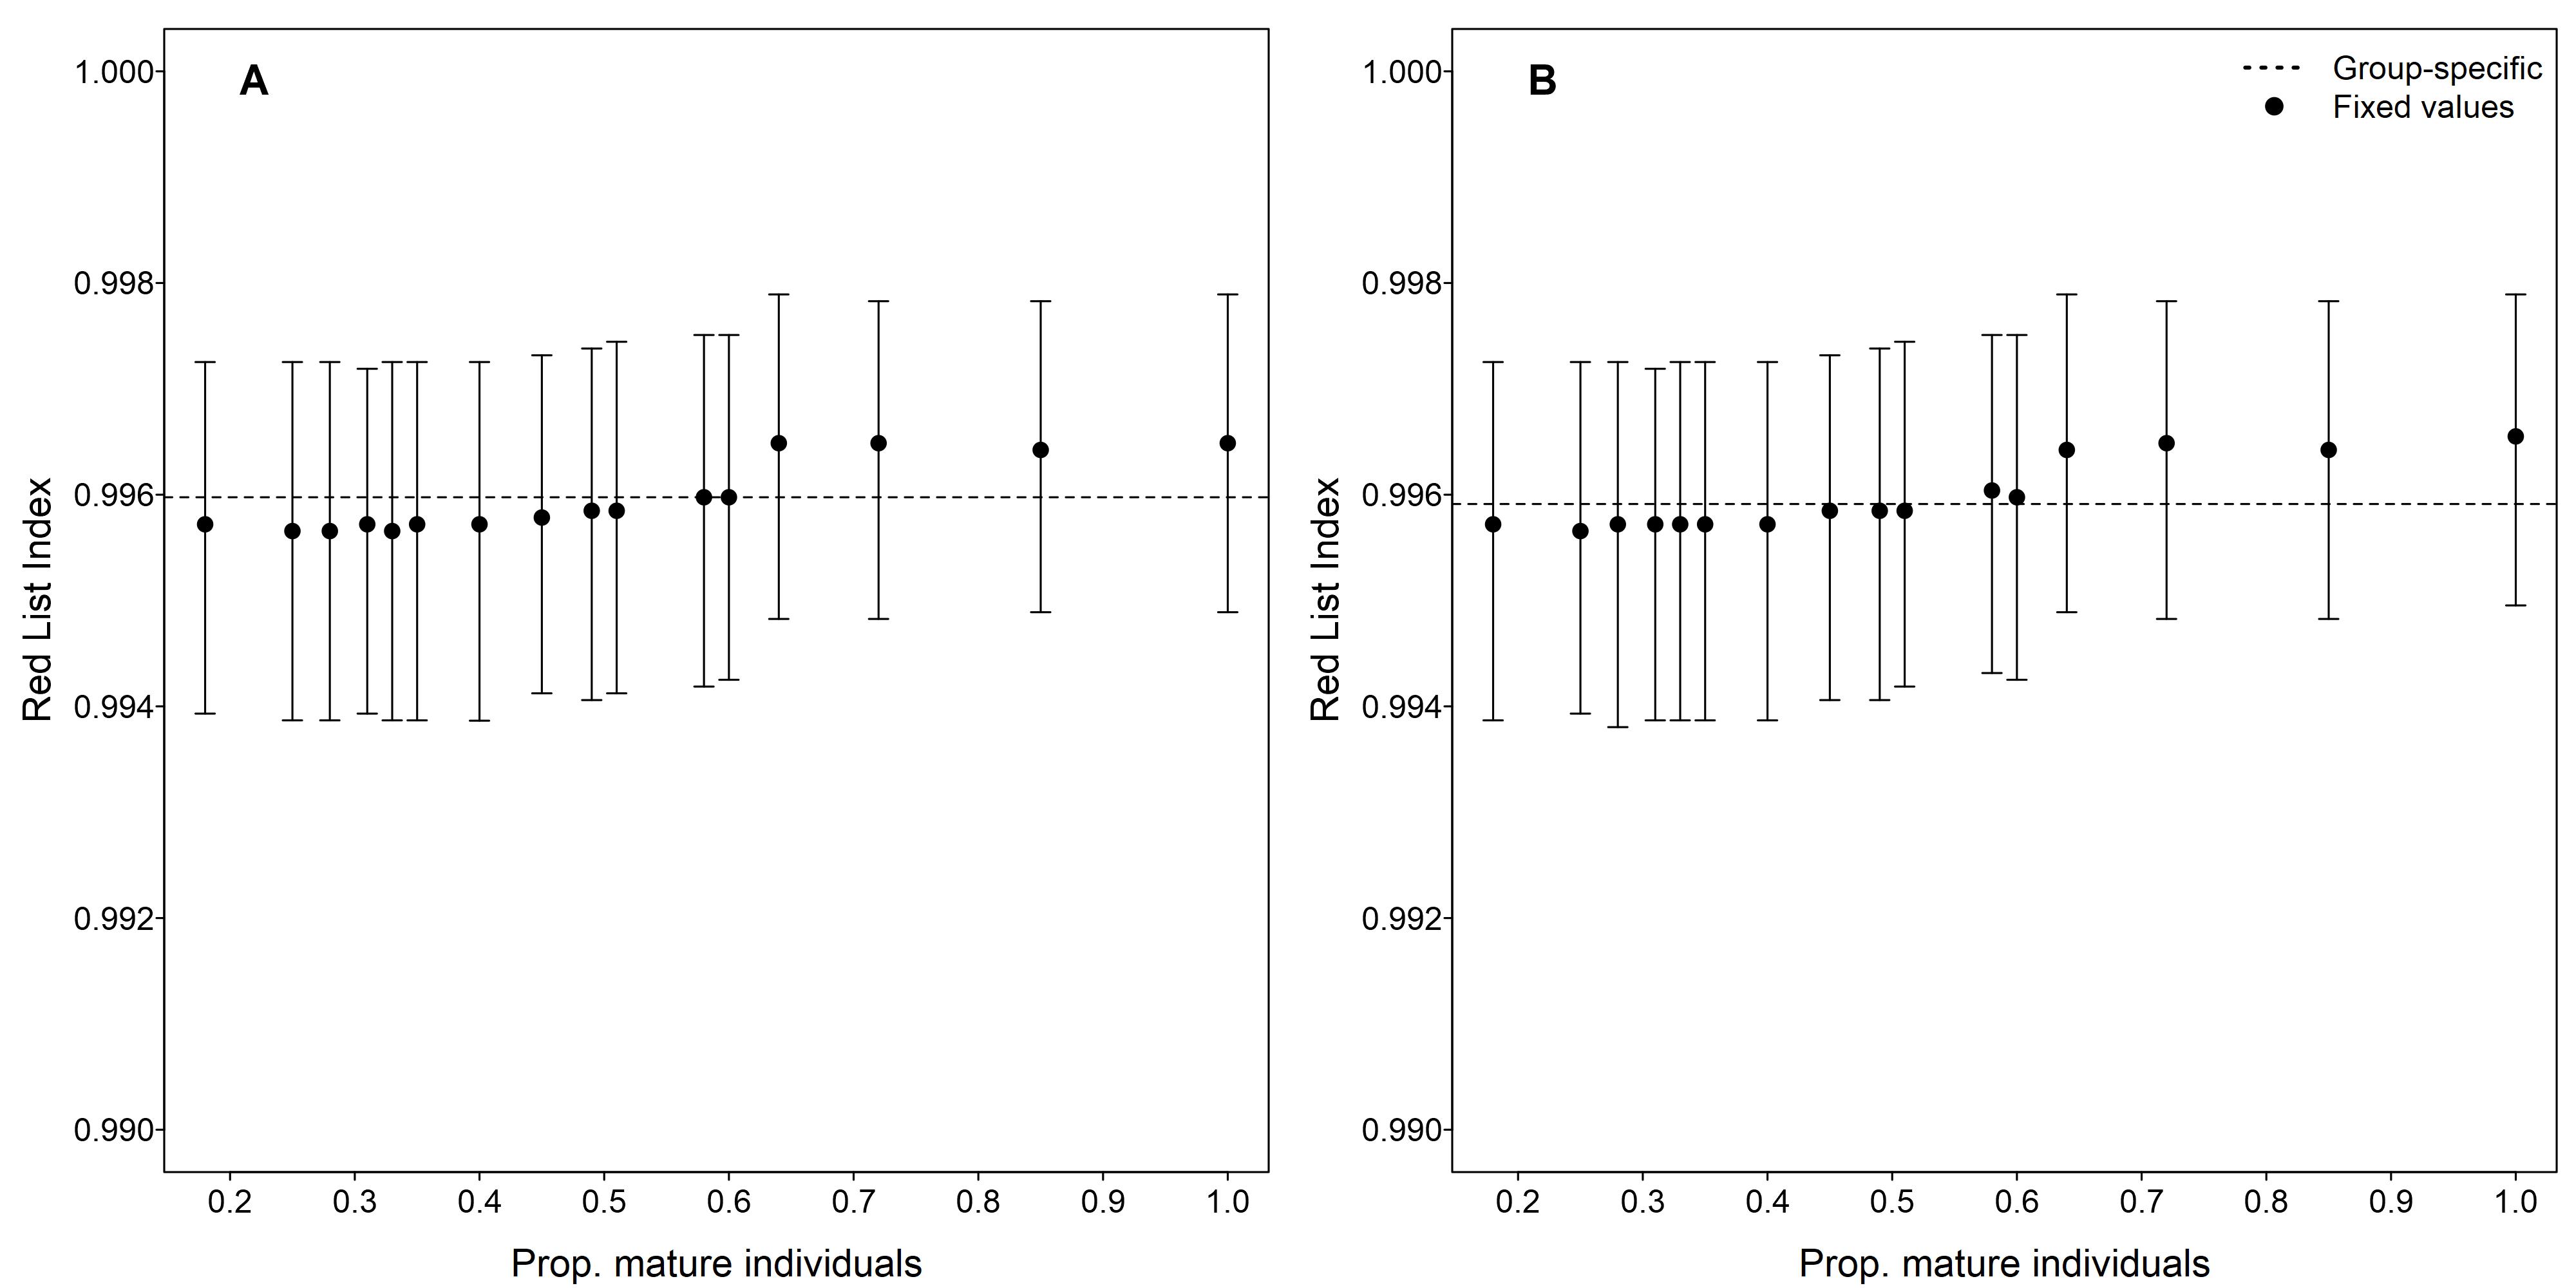 A
1.000
0.998
0.996
0.994
0.992
0.990
Red List Index
0.2 0.3 0.4 0.5 0.6 0.7 0.8 0.9 1.0
Prop. mature individuals
B
Group-specific
Fixed values
1.000
0.998
0.996
0.994
0.992
0.990
Red List Index
0.2 0.3 0.4 0.5 0.6 0.7 0.8 0.9 1.0
Prop. mature individuals